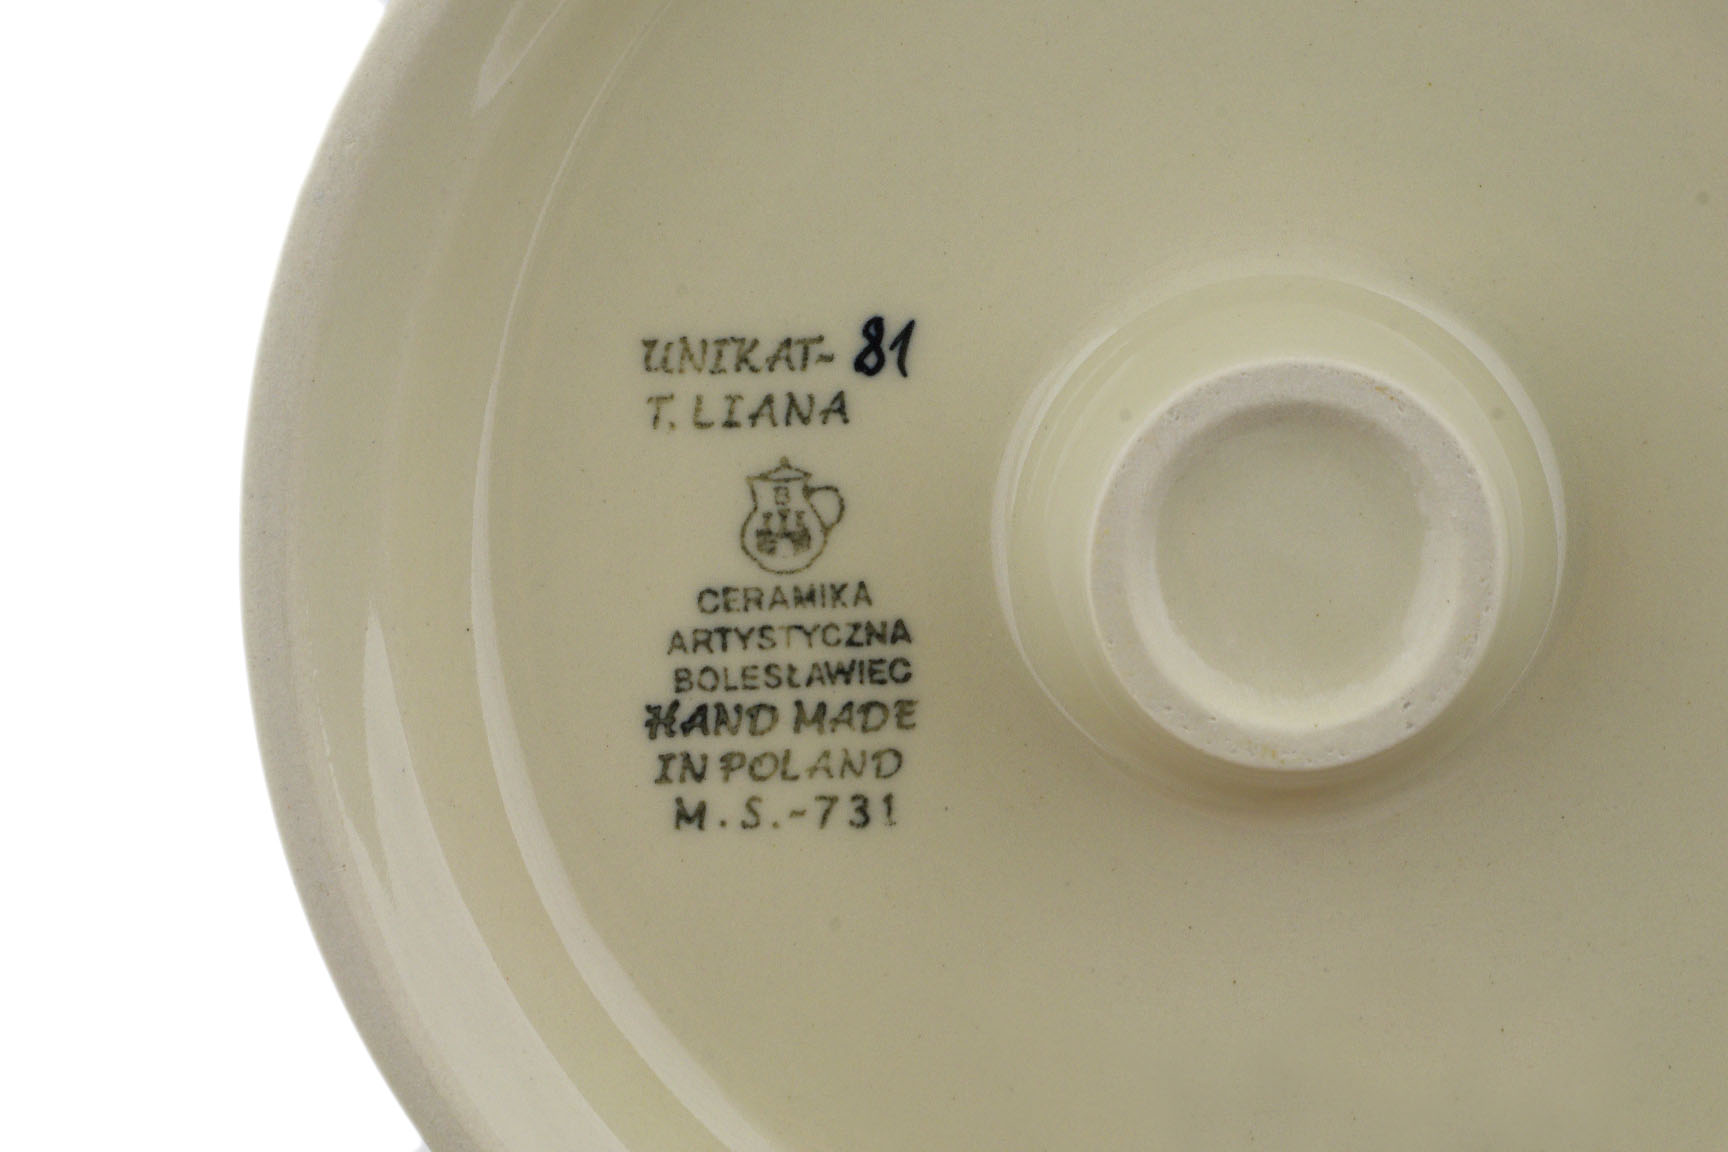 UNIKAT~ 81
T. LIANA
B
CERAMIKA
ARTYSTYCZNA
BOLESŁAWIEC
HAND MADE
IN POLAND
M.S.~731